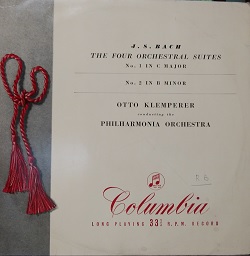 J. S. BACH
THE FOUR ORCHESTRAL SUITES
No. 1 IN C MAJOR
No. 2 IN B MINOR
OTTO KLEMPERER
conducting the
PHILHARMONIA ORCHESTRA
Columbia
LONG PLAYING 33⅓ R.P.M. RECORD